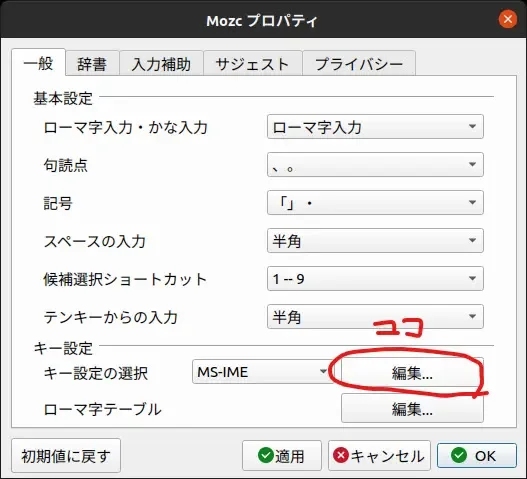 Mozc プロパティ
一般 辞書 入力補助 サジェスト プライバシー
基本設定
ローマ字入力・かな入力 ローマ字入力
句読点 、。
記号 「」・
スペースの入力 半角
候補選択ショートカット 1 -- 9
テンキーからの入力 半角
ココ
キー設定
キー設定の選択 MS-IME 編集...
ローマ字テーブル 編集...
初期値に戻す 適用 キャンセル OK